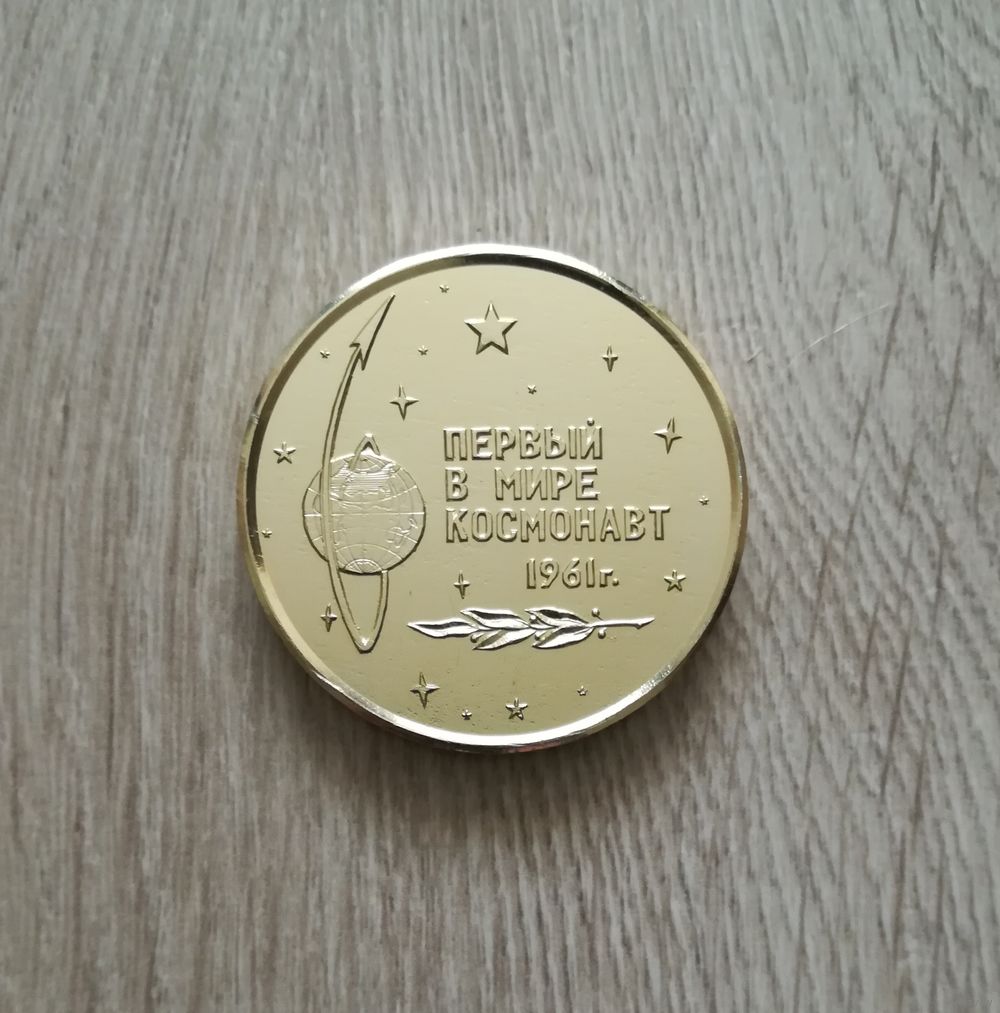 ПЕРВЫЙ
В МИРЕ
КОСМОНАВТ
1961г.